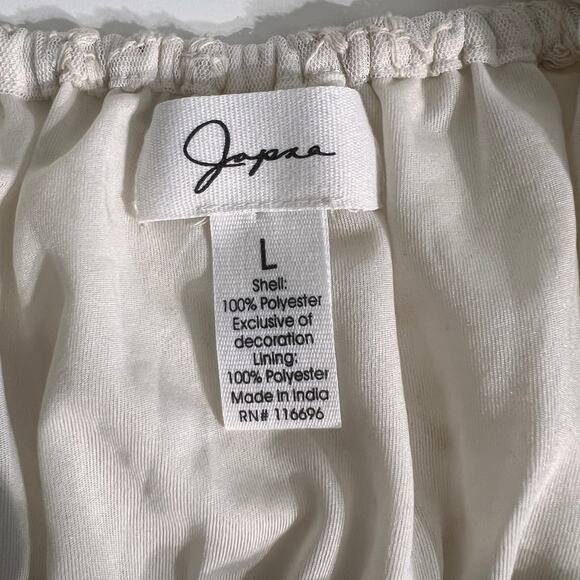 Japna
L
Shell:
100% Polyester
Exclusive of
decoration
Lining:
100% Polyester
Made in India
RN# 116696